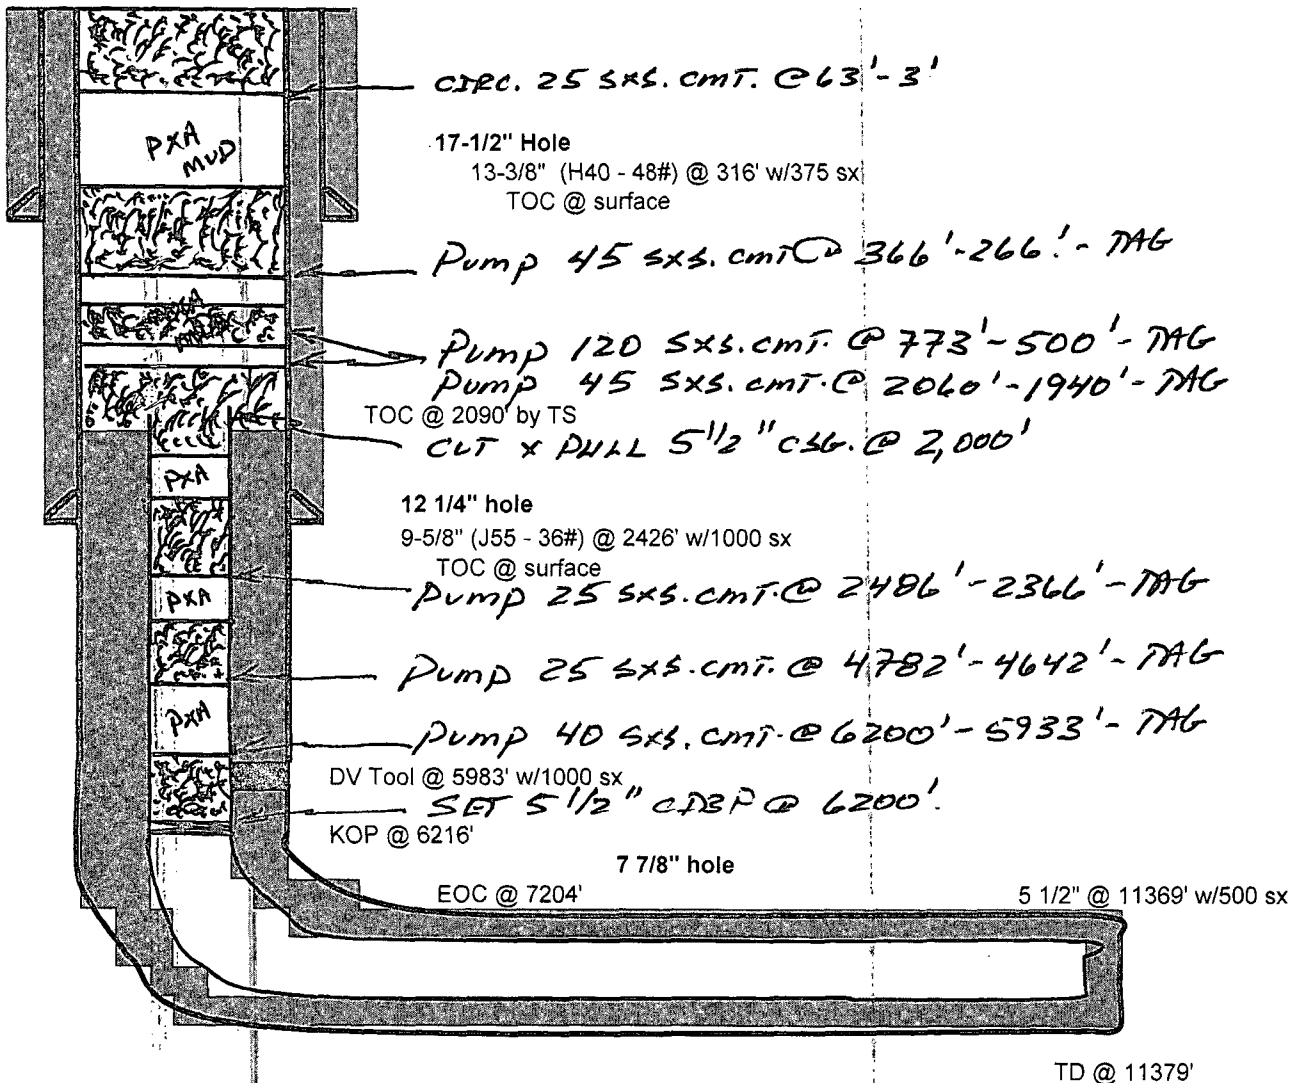 CIRC. 25 SXS. CMT. @ 63'-3'
PXA
MUD
17-1/2" Hole
13-3/8" (H40 - 48#) @ 316' w/375 sx
TOC @ surface
Pump 45 SXS. CMT @ 366'-266'.- TAG
Pump 120 SXS. CMT. @ 773'-500'- TAG
Pump 45 SXS. CMT. @ 2060'-1940'- TAG
TOC @ 2090' by TS
CUT X PULL 5 1/2" CSG. @ 2,000'
PXA
12 1/4" hole
9-5/8" (J55 - 36#) @ 2426' w/1000 sx
TOC @ surface
Pump 25 SXS. CMT. @ 2486'-2366'- TAG
PXA
Pump 25 SXS. CMT. @ 4782'-4642'- TAG
PXA
Pump 40 SXS. CMT. @ 6200'-5933'- TAG
DV Tool @ 5983' w/1000 sx
SET 5 1/2" CIBP @ 6200'.
KOP @ 6216'
7 7/8" hole
EOC @ 7204'
5 1/2" @ 11369' w/500 sx
TD @ 11379'